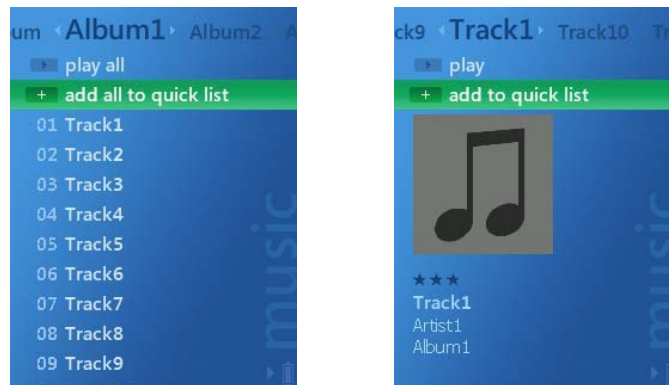 um Album1 Album2 A
play all
+ add all to quick list
01 Track1
02 Track2
03 Track3
04 Track4
05 Track5
06 Track6
07 Track7
08 Track8
09 Track9
music
ck9 Track1 Track10 Tr
play
+ add to quick list
Track1
Artist1
Album1
music